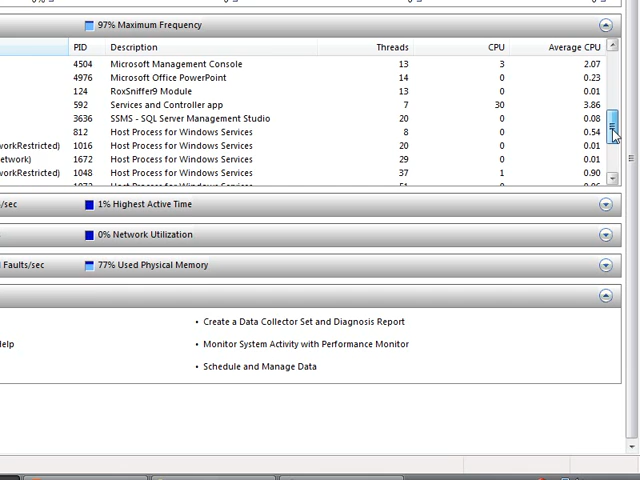 97% Maximum Frequency
PID Description Threads CPU Average CPU
4504 Microsoft Management Console 13 3 2.07
4976 Microsoft Office PowerPoint 14 0 0.23
124 RoxSniffer9 Module 13 0 0.01
592 Services and Controller app 7 30 3.86
3636 SSMS - SQL Server Management Studio 20 0 0.08
812 Host Process for Windows Services 8 0 0.54
workRestricted) 1016 Host Process for Windows Services 20 0 0.01
etwork) 1672 Host Process for Windows Services 29 0 0.01
workRestricted) 1048 Host Process for Windows Services 37 1 0.90
Host Process for Windows Services
/sec 1% Highest Active Time
0% Network Utilization
Faults/sec 77% Used Physical Memory
• Create a Data Collector Set and Diagnosis Report
Help • Monitor System Activity with Performance Monitor
• Schedule and Manage Data